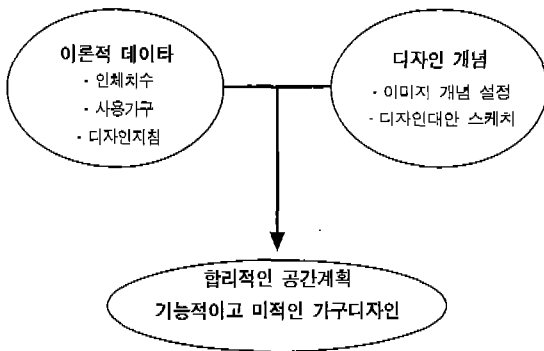 이론적 데이타
· 인체치수
· 사용가구
· 디자인지침
디자인 개념
· 이미지 개념 설정
· 디자인대안 스케치
합리적인 공간계획
기능적이고 미적인 가구디자인